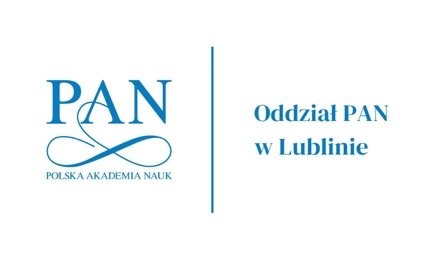 PAN
POLSKA AKADEMIA NAUK
Oddział PAN
w Lublinie